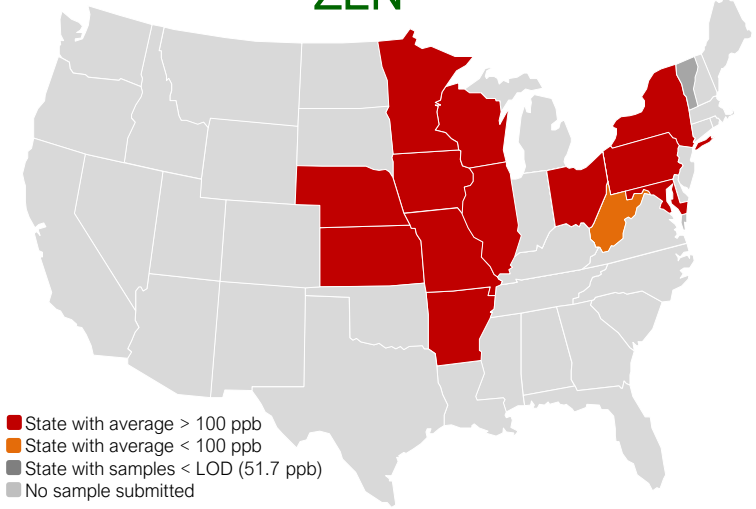 ZEN
State with average > 100 ppb
State with average < 100 ppb
State with samples < LOD (51.7 ppb)
No sample submitted